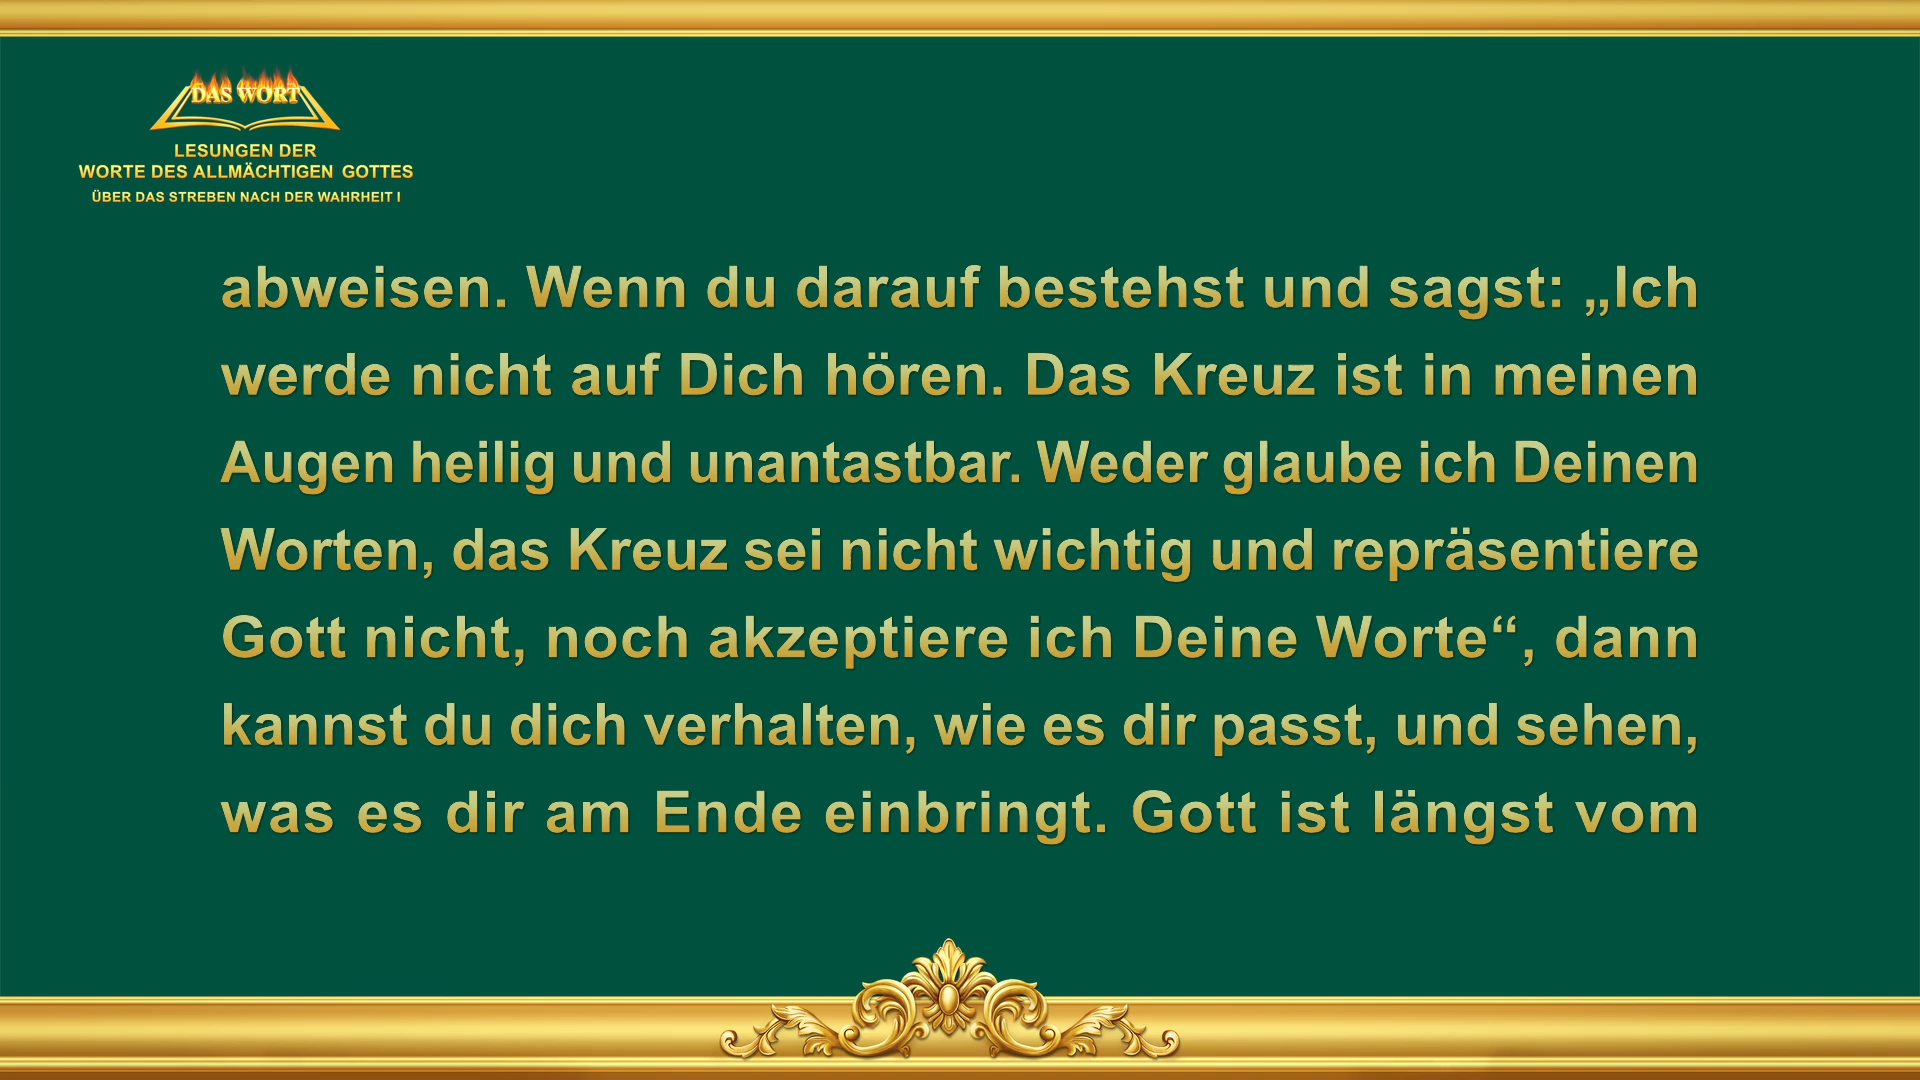 DAS WORT
LESUNGEN DER
WORTE DES ALLMÄCHTIGEN GOTTES
ÜBER DAS STREBEN NACH DER WAHRHEIT I
abweisen. Wenn du darauf bestehst und sagst: „Ich
werde nicht auf Dich hören. Das Kreuz ist in meinen
Augen heilig und unantastbar. Weder glaube ich Deinen
Worten, das Kreuz sei nicht wichtig und repräsentiere
Gott nicht, noch akzeptiere ich Deine Worte“, dann
kannst du dich verhalten, wie es dir passt, und sehen,
was es dir am Ende einbringt. Gott ist längst vom